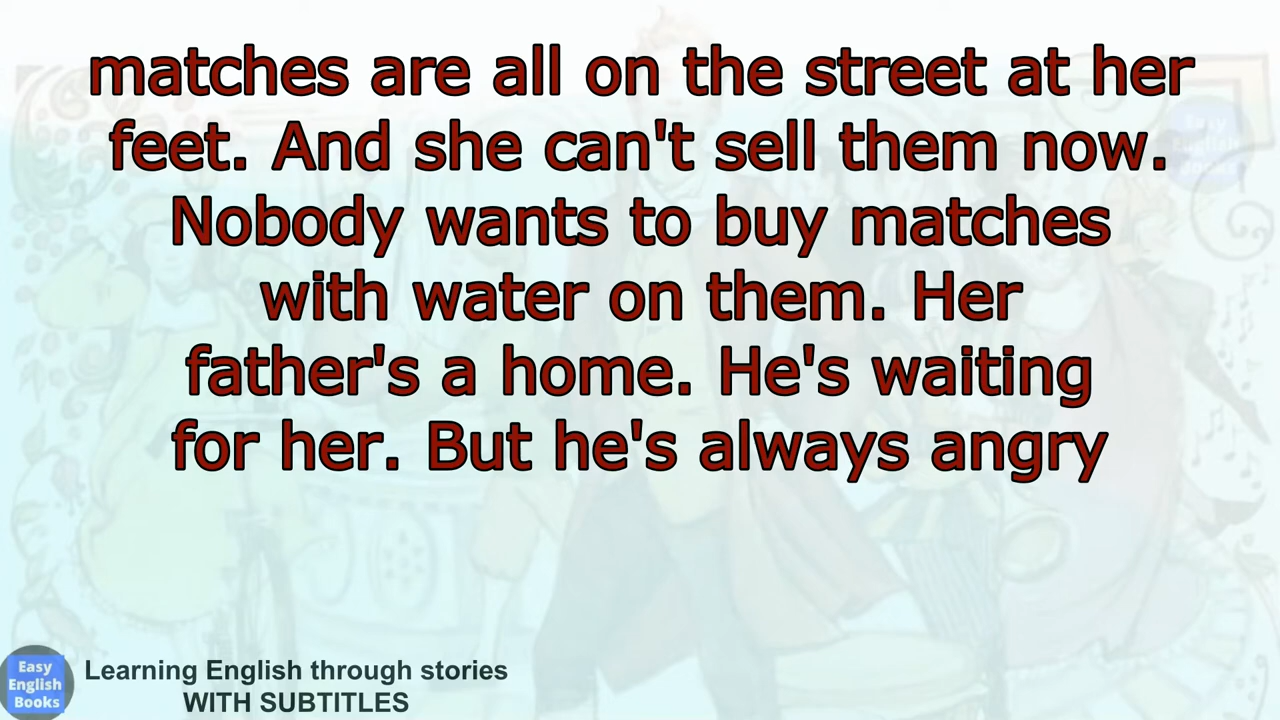 matches are all on the street at her
feet. And she can't sell them now.
Nobody wants to buy matches
with water on them. Her
father's a home. He's waiting
for her. But he's always angry
Easy
English
Books
Learning English through stories
WITH SUBTITLES
Easy
English